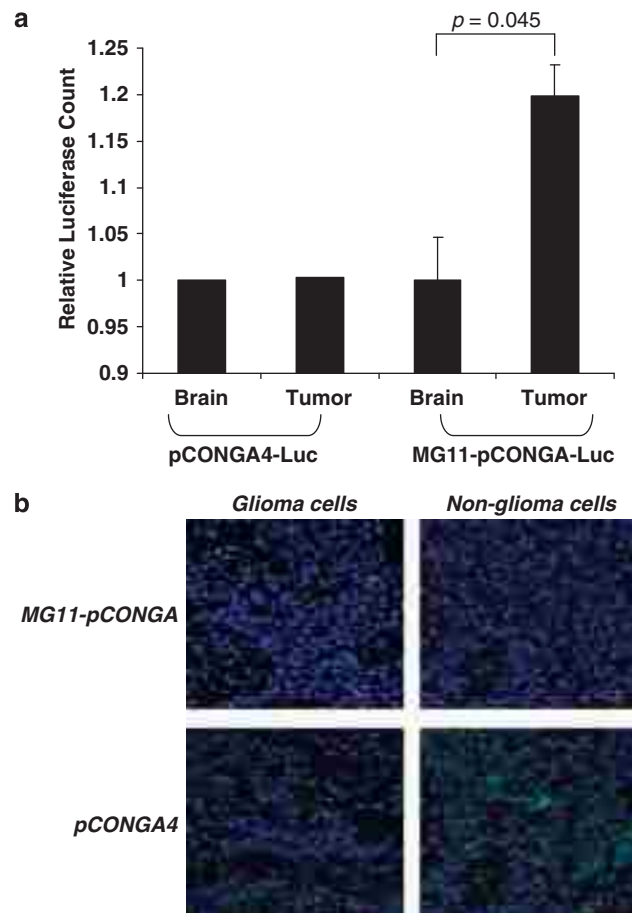 a
p = 0.045
Relative Luciferase Count
1.25
1.2
1.15
1.1
1.05
1
0.95
0.9
Brain Tumor Brain Tumor
pCONGA4-Luc MG11-pCONGA-Luc
b
Glioma cells Non-glioma cells
MG11-pCONGA
pCONGA4